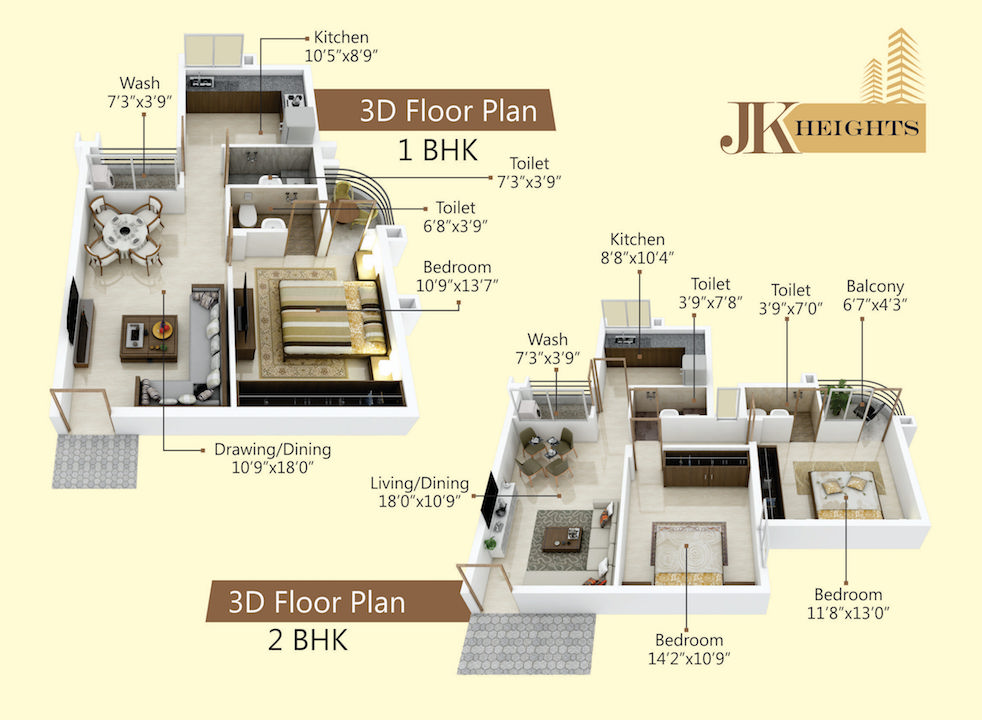 Kitchen
10’5”x8’9”
Wash
7’3”x3’9”
3D Floor Plan
1 BHK
Toilet
7’3”x3’9”
Toilet
6’8”x3’9”
Bedroom
10’9”x13’7”
Drawing/Dining
10’9”x18’0”
JK HEIGHTS
Kitchen
8’8”x10’4”
Toilet
3’9”x7’8”
Toilet
3’9”x7’0”
Balcony
6’7”x4’3”
Wash
7’3”x3’9”
Living/Dining
18’0”x10’9”
3D Floor Plan
2 BHK
Bedroom
14’2”x10’9”
Bedroom
11’8”x13’0”